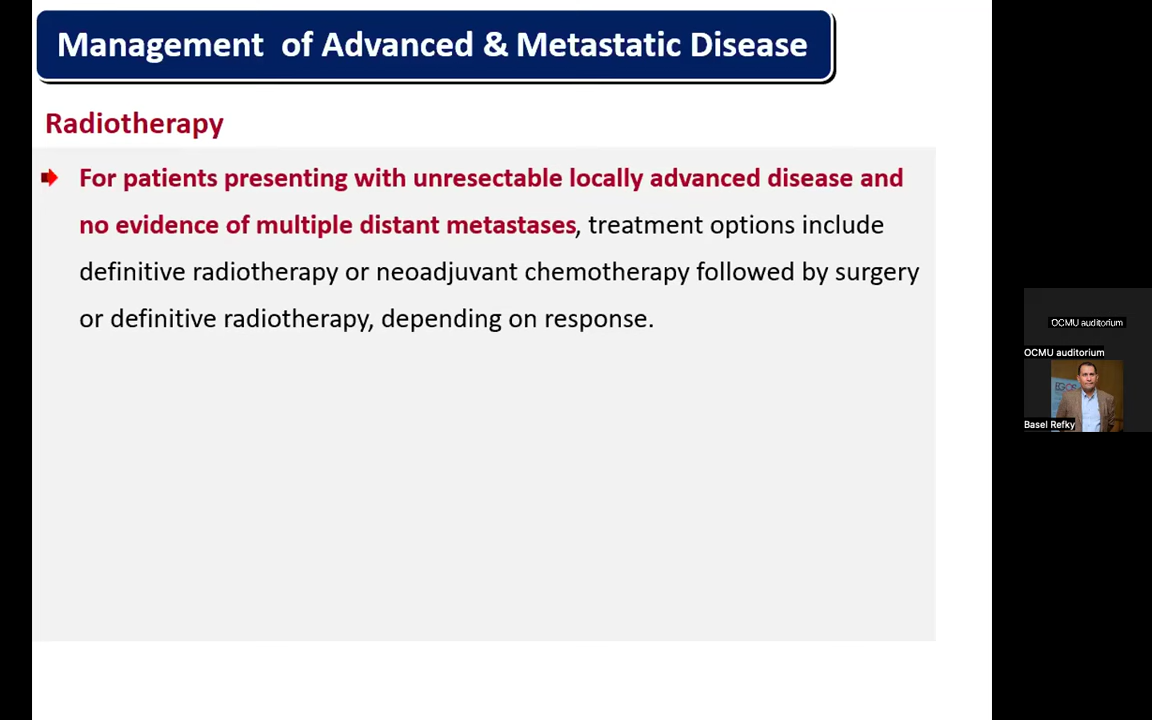 Management of Advanced & Metastatic Disease
Radiotherapy
For patients presenting with unresectable locally advanced disease and
no evidence of multiple distant metastases, treatment options include
definitive radiotherapy or neoadjuvant chemotherapy followed by surgery
or definitive radiotherapy, depending on response.
OCMU auditorium
OCMU auditorium
EGOS
Basel Refky